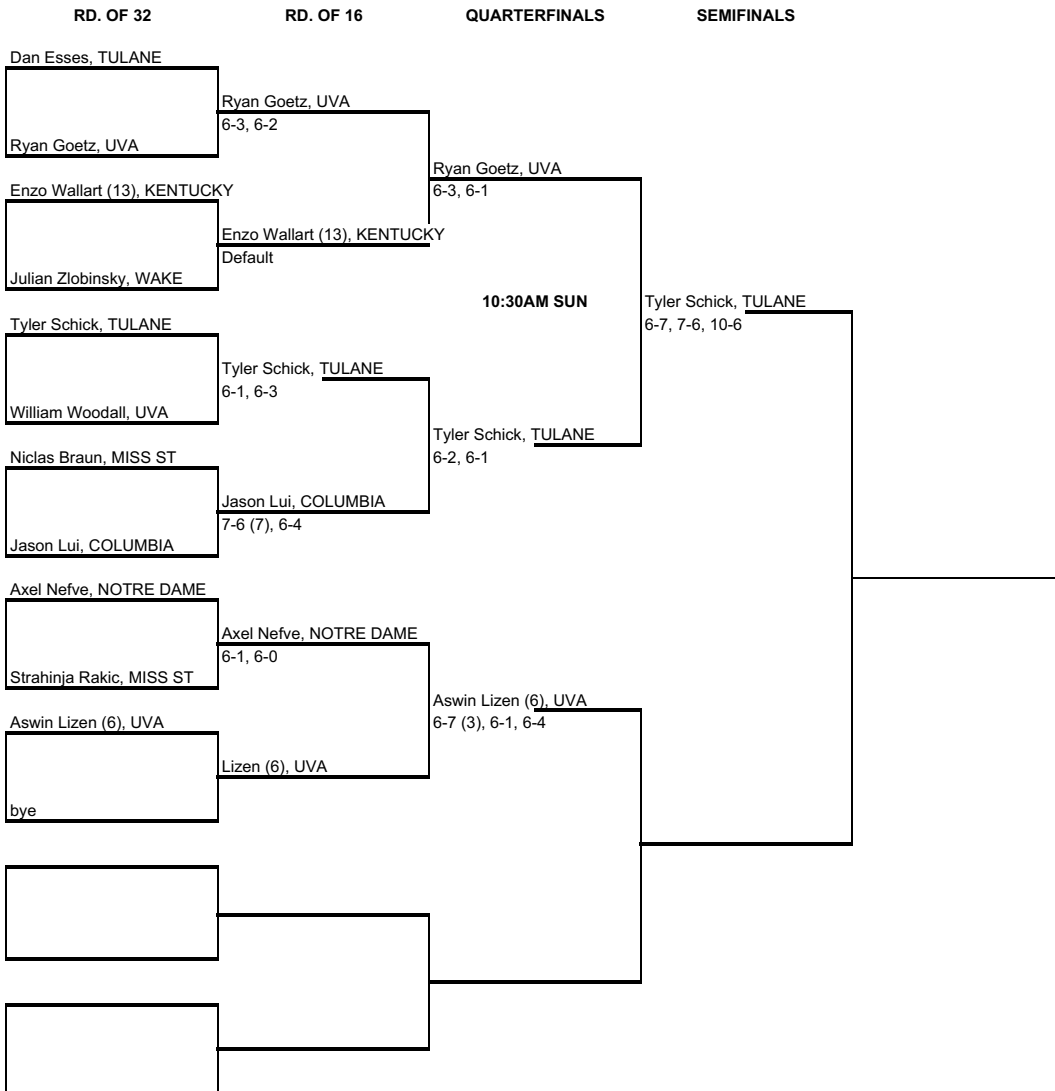 RD. OF 32 RD. OF 16 QUARTERFINALS SEMIFINALS
Dan Esses, TULANE
Ryan Goetz, UVA
6-3, 6-2
Ryan Goetz, UVA
Ryan Goetz, UVA
6-3, 6-1
Enzo Wallart (13), KENTUCKY
Enzo Wallart (13), KENTUCKY
Default
Julian Zlobinsky, WAKE
10:30AM SUN
Tyler Schick, TULANE
6-7, 7-6, 10-6
Tyler Schick, TULANE
Tyler Schick, TULANE
6-1, 6-3
William Woodall, UVA
Tyler Schick, TULANE
6-2, 6-1
Niclas Braun, MISS ST
Jason Lui, COLUMBIA
7-6 (7), 6-4
Jason Lui, COLUMBIA
Axel Nefve, NOTRE DAME
Axel Nefve, NOTRE DAME
6-1, 6-0
Strahinja Rakic, MISS ST
Aswin Lizen (6), UVA
6-7 (3), 6-1, 6-4
Aswin Lizen (6), UVA
Lizen (6), UVA
bye